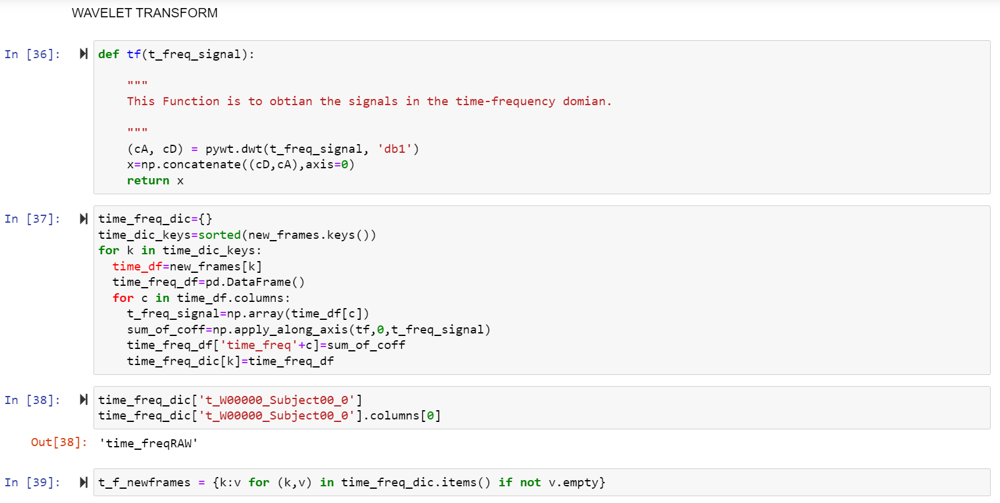 WAVELET TRANSFORM
In [36]:
def tf(t_freq_signal):
"""
This Function is to obtian the signals in the time-frequency domian.
"""
(cA, cD) = pywt.dwt(t_freq_signal, 'db1')
x=np.concatenate((cD,cA),axis=0)
return x
In [37]:
time_freq_dic={}
time_dic_keys=sorted(new_frames.keys())
for k in time_dic_keys:
time_df=new_frames[k]
time_freq_df=pd.DataFrame()
for c in time_df.columns:
t_freq_signal=np.array(time_df[c])
sum_of_coff=np.apply_along_axis(tf,0,t_freq_signal)
time_freq_df['time_freq'+c]=sum_of_coff
time_freq_dic[k]=time_freq_df
In [38]:
time_freq_dic['t_W00000_Subject00_0']
time_freq_dic['t_W00000_Subject00_0'].columns[0]
Out[38]: 'time_freqRAW'
In [39]:
t_f_newframes = {k:v for (k,v) in time_freq_dic.items() if not v.empty}